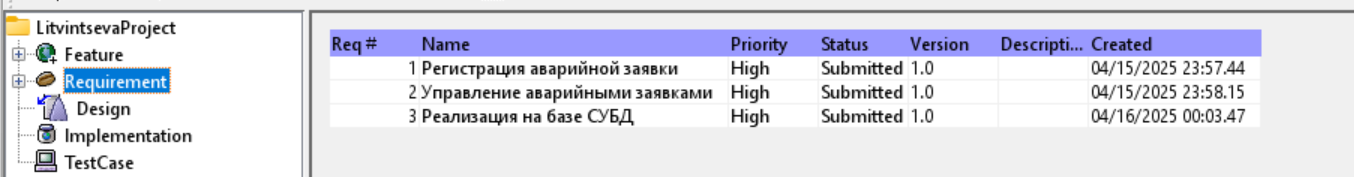 LitvintsevaProject
Feature
Requirement
Design
Implementation
TestCase
Req # Name Priority Status Version Descripti... Created
1 Регистрация аварийной заявки High Submitted 1.0 04/15/2025 23:57.44
2 Управление аварийными заявками High Submitted 1.0 04/15/2025 23:58.15
3 Реализация на базе СУБД High Submitted 1.0 04/16/2025 00:03.47